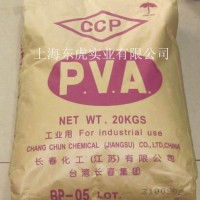 CCP
上海东虎实业有限公司
P.V.A.
NET WT. 20KGS
工业用 For industrial use
CHANG CHUN CHEMICAL (JIANGSU) CO., LTD,CHINA
长春化工(江苏)有限公司
台湾长春集团
BP-05 LOT.